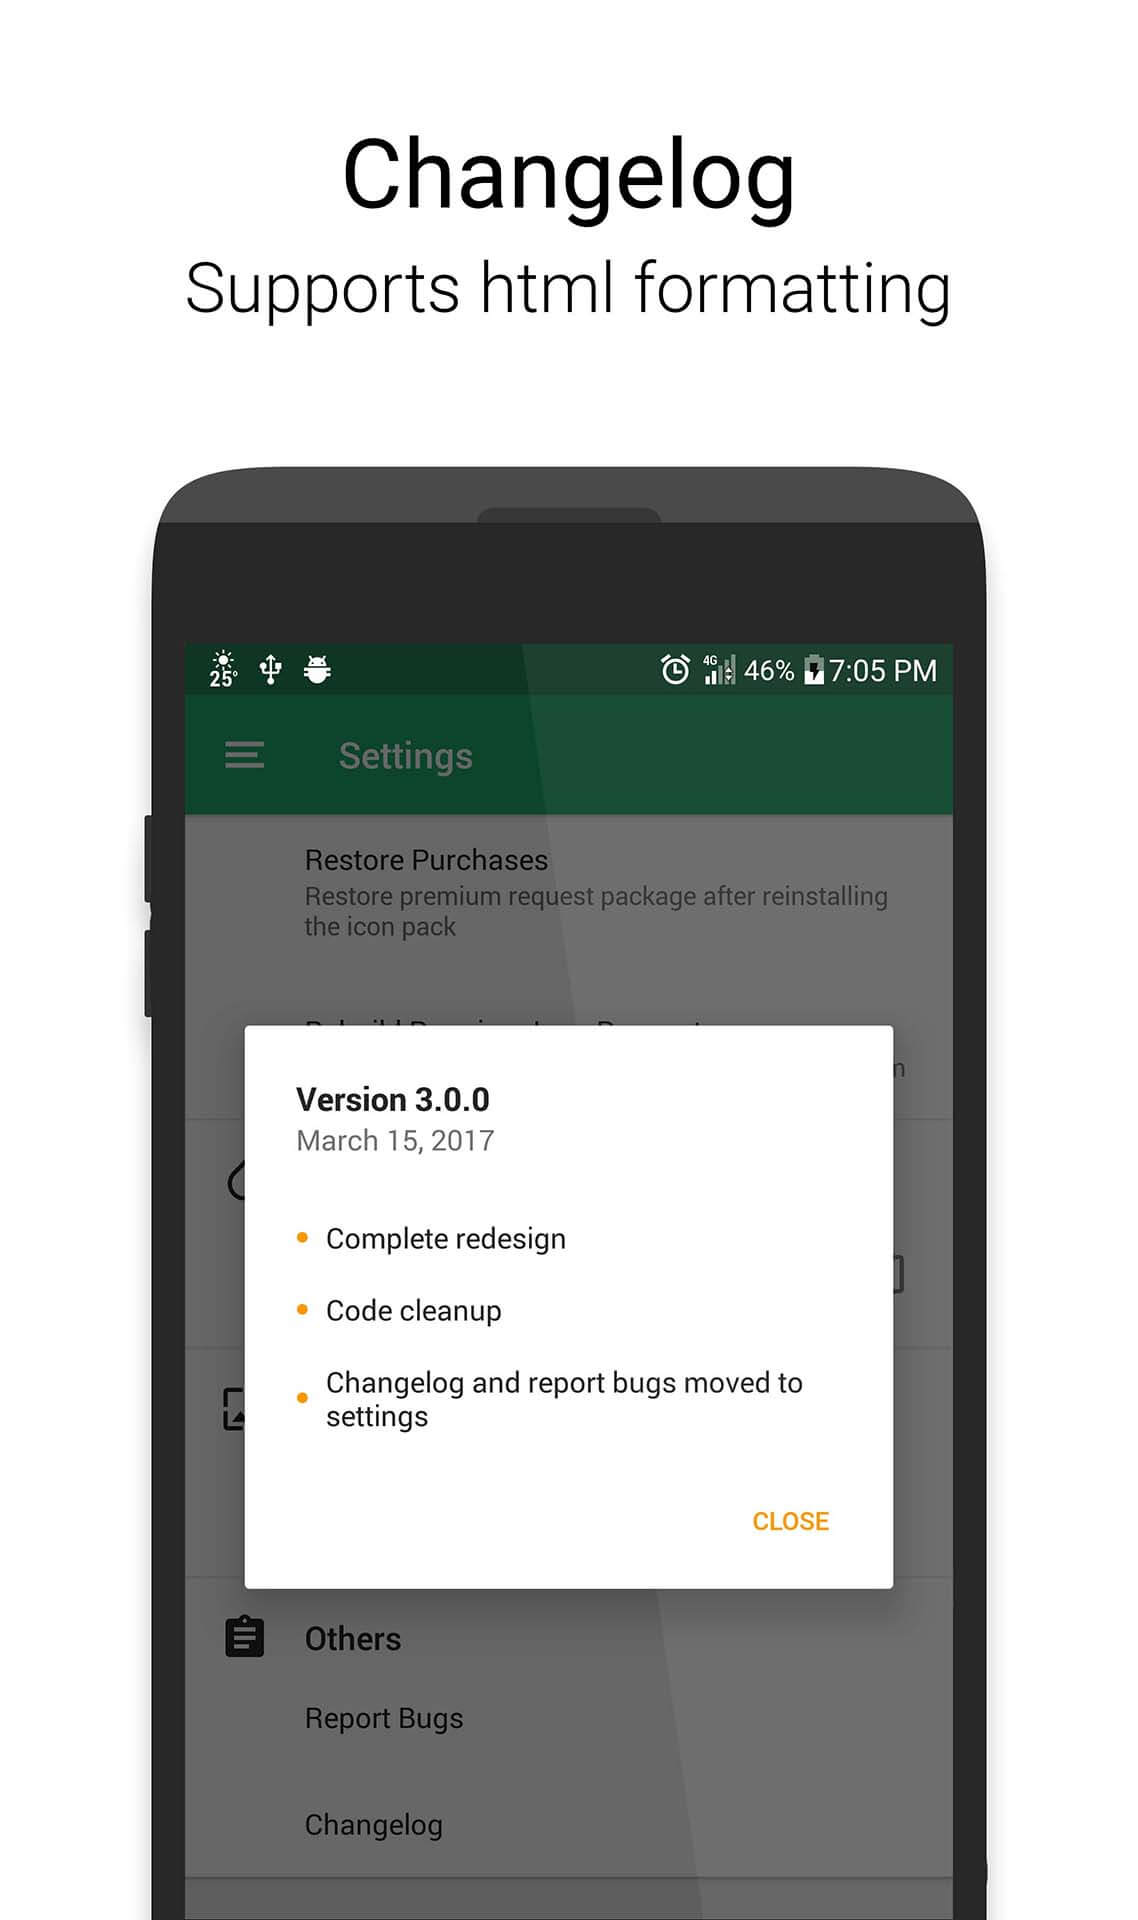 Changelog
Supports html formatting
25°
4G 46% 7:05 PM
Settings
Restore Purchases
Restore premium request package after reinstalling
the icon pack
Version 3.0.0
March 15, 2017
Complete redesign
Code cleanup
Changelog and report bugs moved to
settings
CLOSE
Others
Report Bugs
Changelog